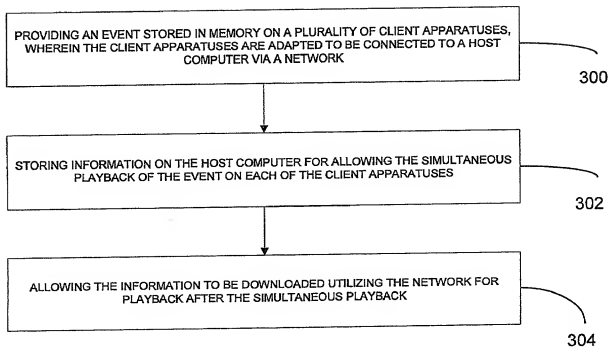 PROVIDING AN EVENT STORED IN MEMORY ON A PLURALITY OF CLIENT APPARATUSES,
WHEREIN THE CLIENT APPARATUSES ARE ADAPTED TO BE CONNECTED TO A HOST
COMPUTER VIA A NETWORK
300
STORING INFORMATION ON THE HOST COMPUTER FOR ALLOWING THE SIMULTANEOUS
PLAYBACK OF THE EVENT ON EACH OF THE CLIENT APPARATUSES
302
ALLOWING THE INFORMATION TO BE DOWNLOADED UTILIZING THE NETWORK FOR
PLAYBACK AFTER THE SIMULTANEOUS PLAYBACK
304